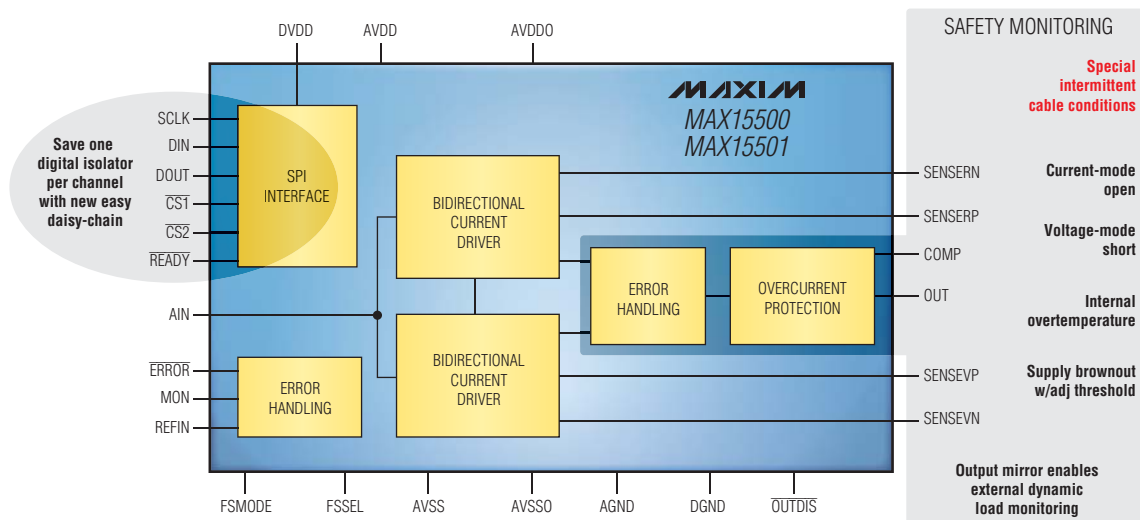 DVDD
AVDD
AVDDO
SAFETY MONITORING
Special
intermittent
cable conditions
MAXIM
MAX15500
MAX15501
Save one
digital isolator
per channel
with new easy
daisy-chain
SCLK
DIN
DOUT
CS1
CS2
READY
SPI
INTERFACE
BIDIRECTIONAL
CURRENT
DRIVER
SENSERN
SENSERP
COMP
OUT
Current-mode
open
Voltage-mode
short
ERROR
HANDLING
OVERCURRENT
PROTECTION
Internal
overtemperature
AIN
ERROR
MON
REFIN
ERROR
HANDLING
BIDIRECTIONAL
CURRENT
DRIVER
SENSEVP
SENSEVN
Supply brownout
w/adj threshold
Output mirror enables
external dynamic
load monitoring
FSMODE
FSSEL
AVSS
AVSSO
AGND
DGND
OUTDIS